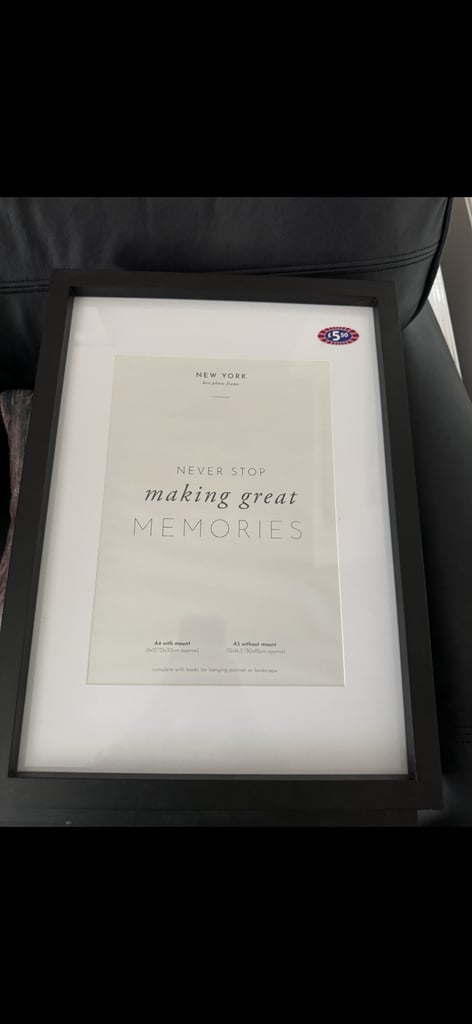 £5.50
NEW YORK
box photo frame
NEVER STOP
making great
MEMORIES
A4 with mount
A3 without mount
complete with hooks for hanging portrait or landscape